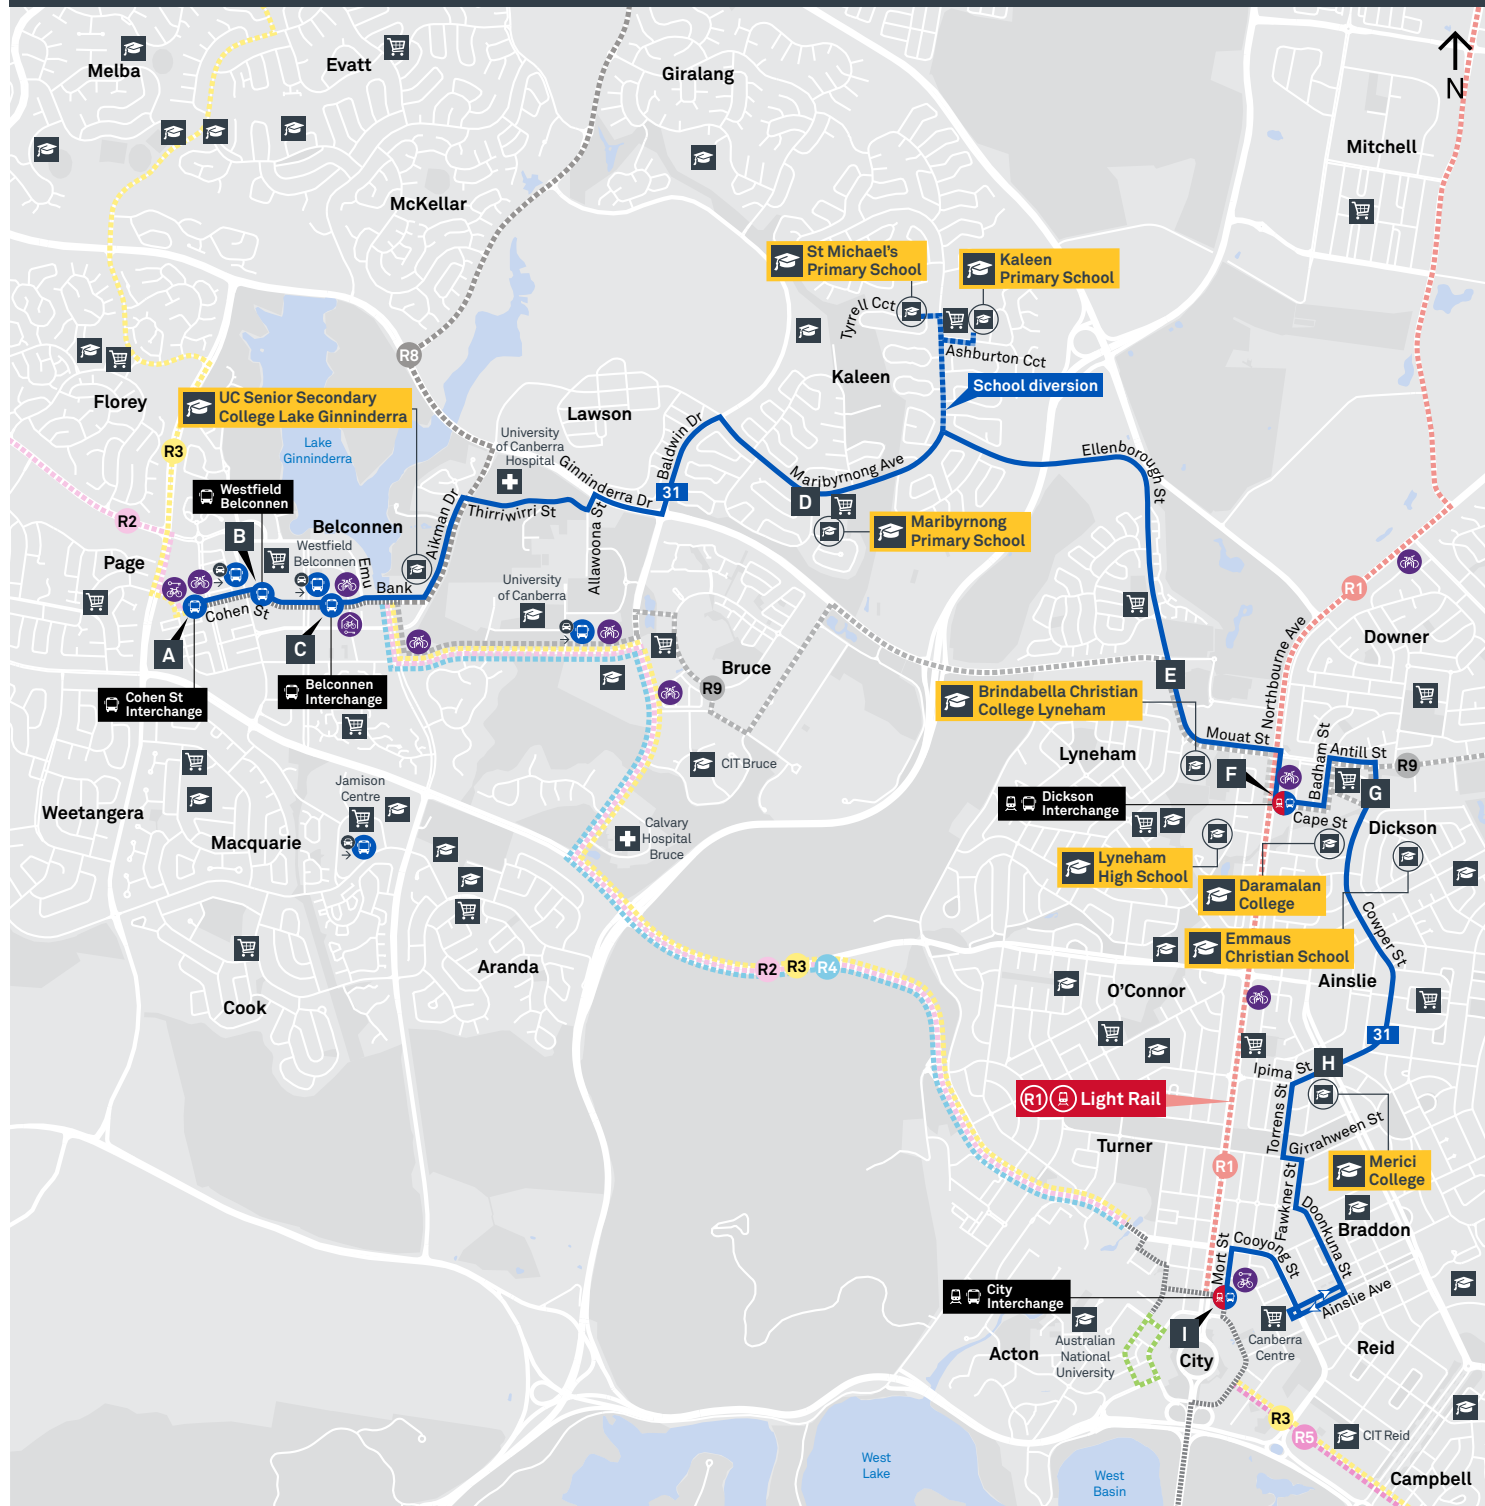 N
Melba
Evatt
Giralang
Mitchell
McKellar
St Michael's
Primary School
Kaleen
Primary School
Tyrrell Cct
Ashburton Cct
R8
Kaleen
School diversion
Florey
UC Senior Secondary
College Lake Ginninderra
Lawson
Lake
Ginninderra
University
of Canberra
Hospital
Baldwin Dr
Ginninderra Dr
Maribyrnong Ave
Ellenborough St
R3
31
D
Westfield
Belconnen
R2
Belconnen
Aikman Dr
Thirriwirri St
Maribyrnong
Primary School
B
Page
Westfield
Belconnen
Emu
Bank
University
of Canberra
Allawoona St
Cohen St
R1
A
C
Northbourne Ave
Downer
Bruce
E
R9
Cohen St
Interchange
Belconnen
Interchange
Brindabella Christian
College Lyneham
Mouat St
Lyneham
Badham St
Antill St
R9
CIT Bruce
F
G
Dickson
Interchange
Cape St
Dickson
Jamison
Centre
Weetangera
Macquarie
Calvary
Hospital
Bruce
Lyneham
High School
Daramalan
College
Cowper St
Emmaus
Christian School
Aranda
R2
R3
R4
Ainslie
O'Connor
Cook
31
H
Ipima St
R1
Light Rail
Torrens St
Girrahween St
Turner
R1
Merici
College
Fawkner St
Doonkuna St
Braddon
Mort St
Cooyong St
City
Interchange
Ainslie Ave
I
Australian
National
University
Acton
City
Canberra
Centre
Reid
R3
R5
CIT Reid
West
Lake
West
Basin
Campbell